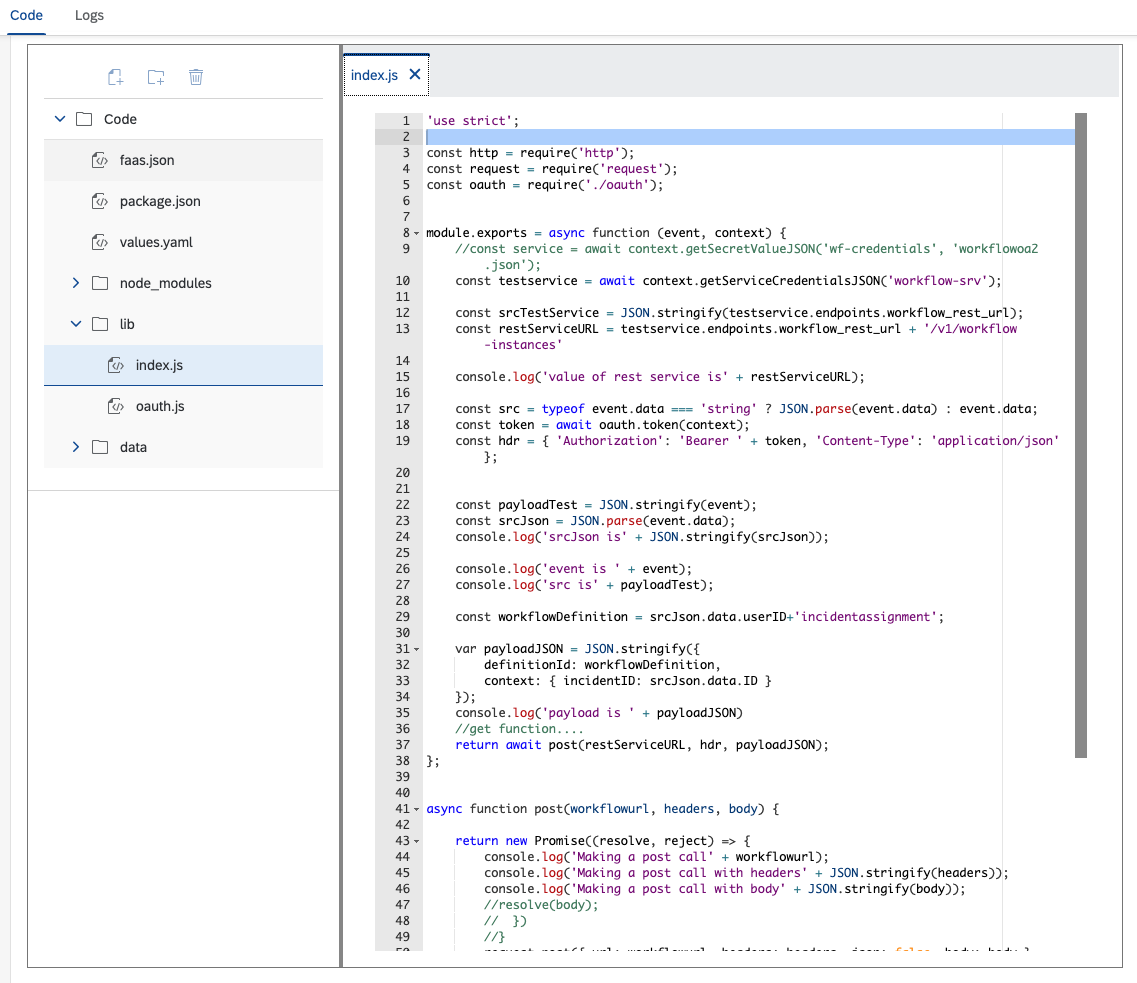 Code
Logs
Code
faas.json
package.json
values.yaml
node_modules
lib
index.js
oauth.js
data
index.js
1 'use strict';
2
3 const http = require('http');
4 const request = require('request');
5 const oauth = require('./oauth');
6
7
8 module.exports = async function (event, context) {
9 //const service = await context.getSecretValueJSON('wf-credentials', 'workflowoa2
.json');
10 const testservice = await context.getServiceCredentialsJSON('workflow-srv');
11
12 const srcTestService = JSON.stringify(testservice.endpoints.workflow_rest_url);
13 const restServiceURL = testservice.endpoints.workflow_rest_url + '/v1/workflow
-instances'
14
15 console.log('value of rest service is' + restServiceURL);
16
17 const src = typeof event.data === 'string' ? JSON.parse(event.data) : event.data;
18 const token = await oauth.token(context);
19 const hdr = { 'Authorization': 'Bearer ' + token, 'Content-Type': 'application/json'
};
20
21
22 const payloadTest = JSON.stringify(event);
23 const srcJson = JSON.parse(event.data);
24 console.log('srcJson is' + JSON.stringify(srcJson));
25
26 console.log('event is ' + event);
27 console.log('src is' + payloadTest);
28
29 const workflowDefinition = srcJson.data.userID+'incidentassignment';
30
31 var payloadJSON = JSON.stringify({
32 definitionId: workflowDefinition,
33 context: { incidentID: srcJson.data.ID }
34 });
35 console.log('payload is ' + payloadJSON)
36 //get function....
37 return await post(restServiceURL, hdr, payloadJSON);
38 };
39
40
41 async function post(workflowurl, headers, body) {
42
43 return new Promise((resolve, reject) => {
44 console.log('Making a post call' + workflowurl);
45 console.log('Making a post call with headers' + JSON.stringify(headers));
46 console.log('Making a post call with body' + JSON.stringify(body));
47 //resolve(body);
48 // })
49 //}